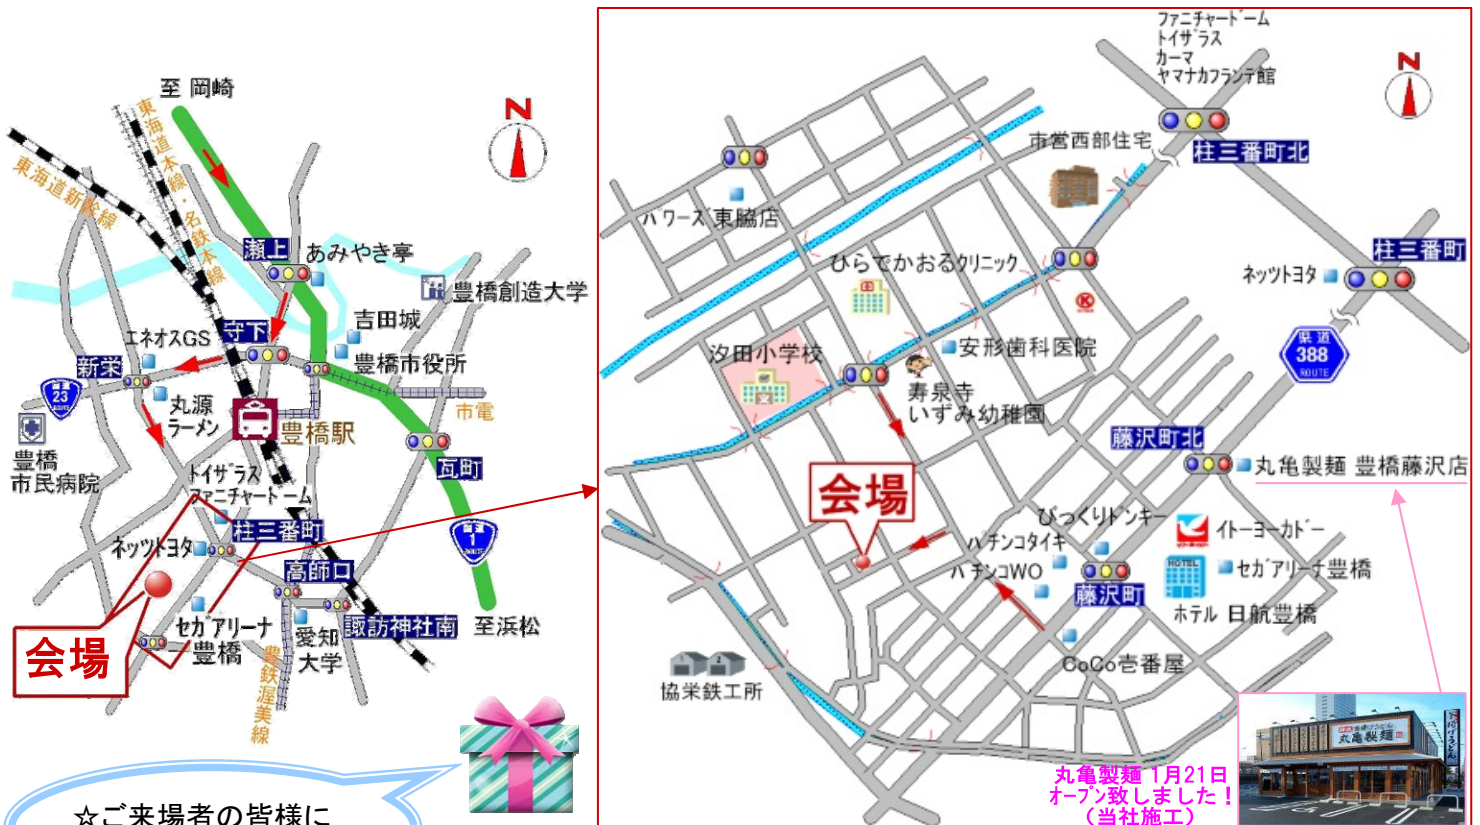 至 岡崎
東海道本線・名鉄本線
東海道新幹線
N
瀬上
あみやき亭
豊橋創造大学
吉田城
エネオスGS
守下
豊橋市役所
新栄
国道
23
ROUTE
丸源
ラーメン
市電
豊橋駅
豊橋
市民病院
瓦町
トイザラス
ファニチャードーム
柱三番町
国道
1
ROUTE
ネッツトヨタ
高師口
セガアリーナ
豊橋
愛知
大学
諏訪神社南
至浜松
会場
豊鉄渥美線
☆ご来場者の皆様に
ファニチャードーム
トイザラス
カーマ
ヤマナカフランテ館
N
柱三番町北
市営西部住宅
パワーズ東脇店
柱三番町
ひらでかおるクリニック
ネッツトヨタ
K
県道
388
ROUTE
汐田小学校
文
安形歯科医院
寿泉寺
いずみ幼稚園
藤沢町北
丸亀製麺 豊橋藤沢店
会場
びっくりドンキー
イトーヨーカドー
パチンコタイキ
パチンコWO
HOTEL
セガアリーナ豊橋
藤沢町
ホテル 日航豊橋
CoCo壱番屋
1
2
協栄鉄工所
丸亀製麺 1月21日
オープン致しました！
（当社施工）
丸亀製麺